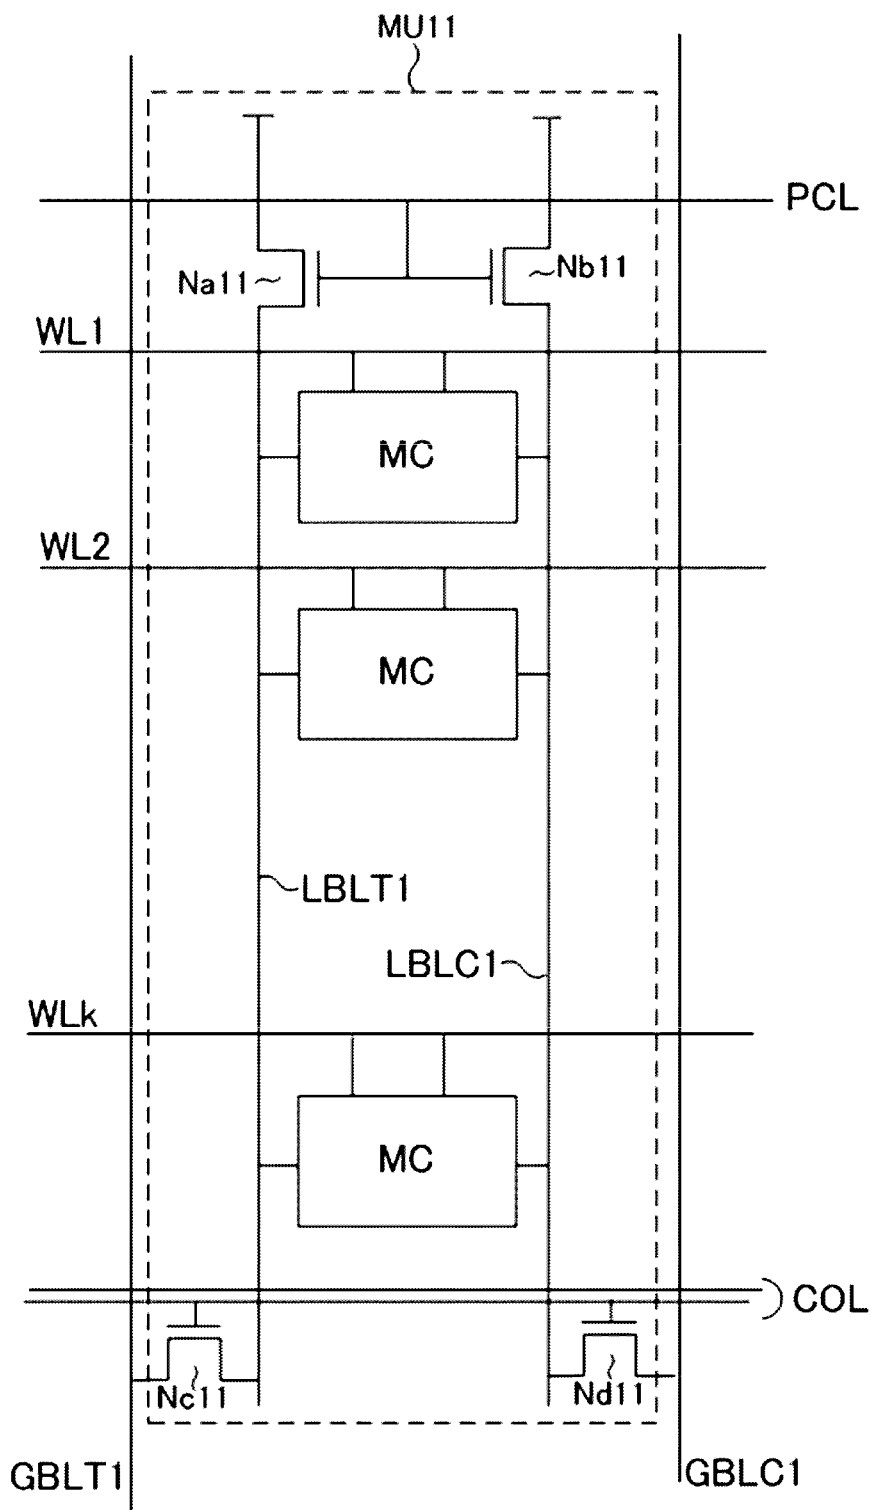 MU11
PCL
Na11
Nb11
WL1
MC
WL2
MC
LBLT1
LBLC1
WLk
MC
COL
Nc11
Nd11
GBLT1
GBLC1